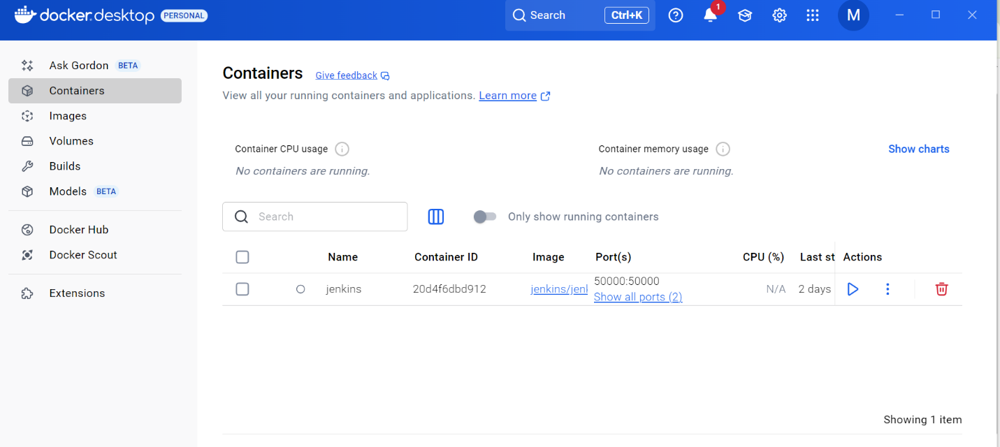 docker.desktop PERSONAL
Search Ctrl+K
1
M
Ask Gordon BETA
Containers
Images
Volumes
Builds
Models BETA
Docker Hub
Docker Scout
Extensions
Containers Give feedback
View all your running containers and applications. Learn more
Container CPU usage
No containers are running.
Container memory usage
No containers are running.
Show charts
Search
Only show running containers
Name Container ID Image Port(s) CPU (%) Last st Actions
jenkins 20d4f6dbd912 jenkins/jenl 50000:50000 N/A 2 days
Show all ports (2)
Showing 1 item